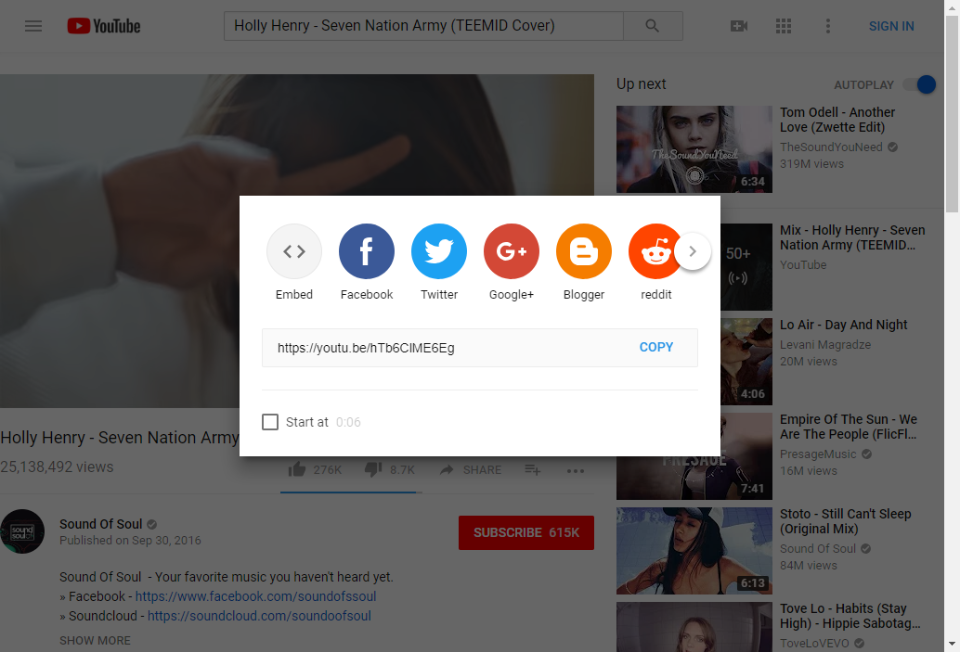 YouTube
Holly Henry - Seven Nation Army (TEEMID Cover)
SIGN IN
Up next
AUTOPLAY
TheSoundYouNeed
6:34
Tom Odell - Another
Love (Zwette Edit)
TheSoundYouNeed
319M views
50+
Mix - Holly Henry - Seven
Nation Army (TEEMID...
YouTube
4:06
Lo Air - Day And Night
Levani Magradze
20M views
PRESAGE
7:41
Empire Of The Sun - We
Are The People (FlicFl...
PresageMusic
16M views
6:13
Stoto - Still Can't Sleep
(Original Mix)
Sound Of Soul
84M views
Tove Lo - Habits (Stay
High) - Hippie Sabotag...
ToveLoVEVO
Embed
Facebook
Twitter
G+
Google+
Blogger
reddit
https://youtu.be/hTb6ClME6Eg
COPY
Start at 0:06
Holly Henry - Seven Nation Army
25,138,492 views
276K
8.7K
SHARE
sound
soul
Sound Of Soul
Published on Sep 30, 2016
SUBSCRIBE 615K
Sound Of Soul - Your favorite music you haven't heard yet.
» Facebook - https://www.facebook.com/soundofssoul
» Soundcloud - https://soundcloud.com/soundoofsoul
SHOW MORE